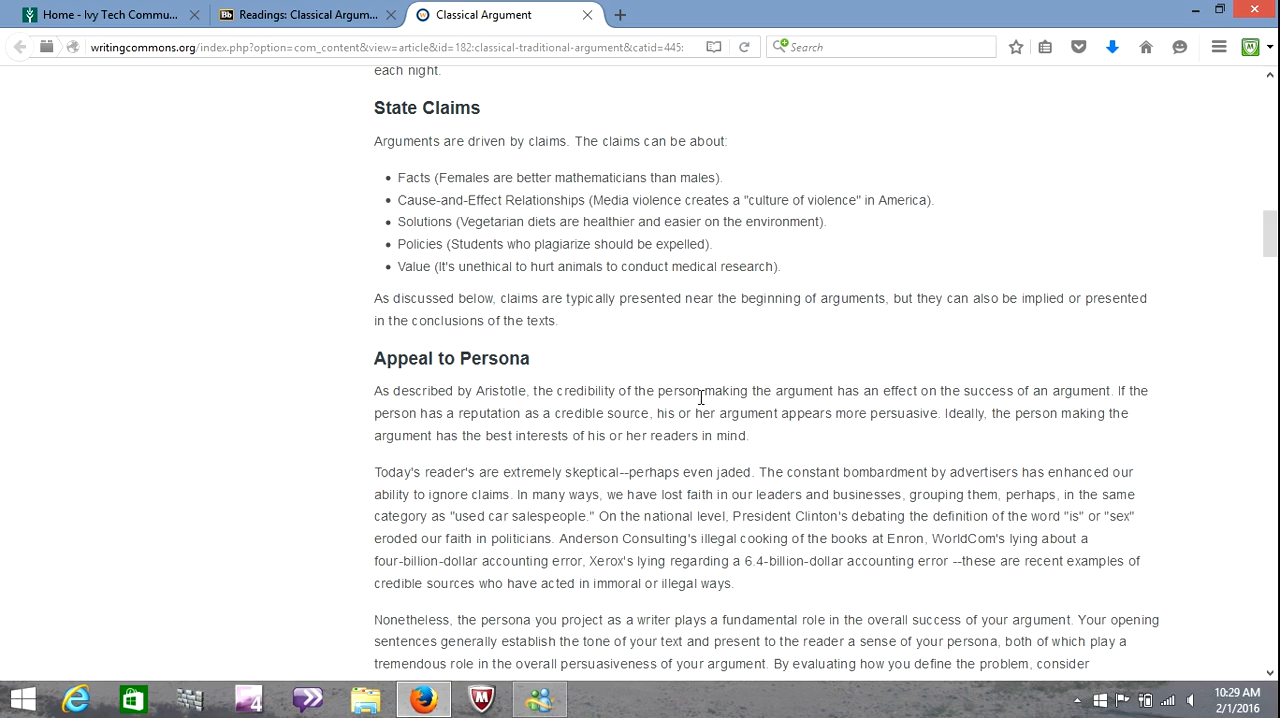 Home - Ivy Tech Commu...
Bb Readings: Classical Argum...
Classical Argument
writingcommons.org/index.php?option=com_content&view=article&id=182:classical-traditional-argument&catid=445:
Search
each night.
State Claims
Arguments are driven by claims. The claims can be about:
• Facts (Females are better mathematicians than males).
• Cause-and-Effect Relationships (Media violence creates a "culture of violence" in America).
• Solutions (Vegetarian diets are healthier and easier on the environment).
• Policies (Students who plagiarize should be expelled).
• Value (It's unethical to hurt animals to conduct medical research).
As discussed below, claims are typically presented near the beginning of arguments, but they can also be implied or presented
in the conclusions of the texts.
Appeal to Persona
As described by Aristotle, the credibility of the person making the argument has an effect on the success of an argument. If the
person has a reputation as a credible source, his or her argument appears more persuasive. Ideally, the person making the
argument has the best interests of his or her readers in mind.
Today's reader's are extremely skeptical--perhaps even jaded. The constant bombardment by advertisers has enhanced our
ability to ignore claims. In many ways, we have lost faith in our leaders and businesses, grouping them, perhaps, in the same
category as "used car salespeople." On the national level, President Clinton's debating the definition of the word "is" or "sex"
eroded our faith in politicians. Anderson Consulting's illegal cooking of the books at Enron, WorldCom's lying about a
four-billion-dollar accounting error, Xerox's lying regarding a 6.4-billion-dollar accounting error --these are recent examples of
credible sources who have acted in immoral or illegal ways.
Nonetheless, the persona you project as a writer plays a fundamental role in the overall success of your argument. Your opening
sentences generally establish the tone of your text and present to the reader a sense of your persona, both of which play a
tremendous role in the overall persuasiveness of your argument. By evaluating how you define the problem, consider
4
10:29 AM
2/1/2016